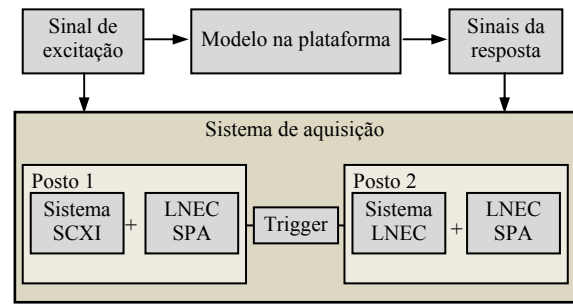 Sinal de
excitação
Modelo na plataforma
Sinais da
resposta
Sistema de aquisição
Posto 1
Sistema
SCXI
+
LNEC
SPA
Trigger
Posto 2
Sistema
LNEC
+
LNEC
SPA